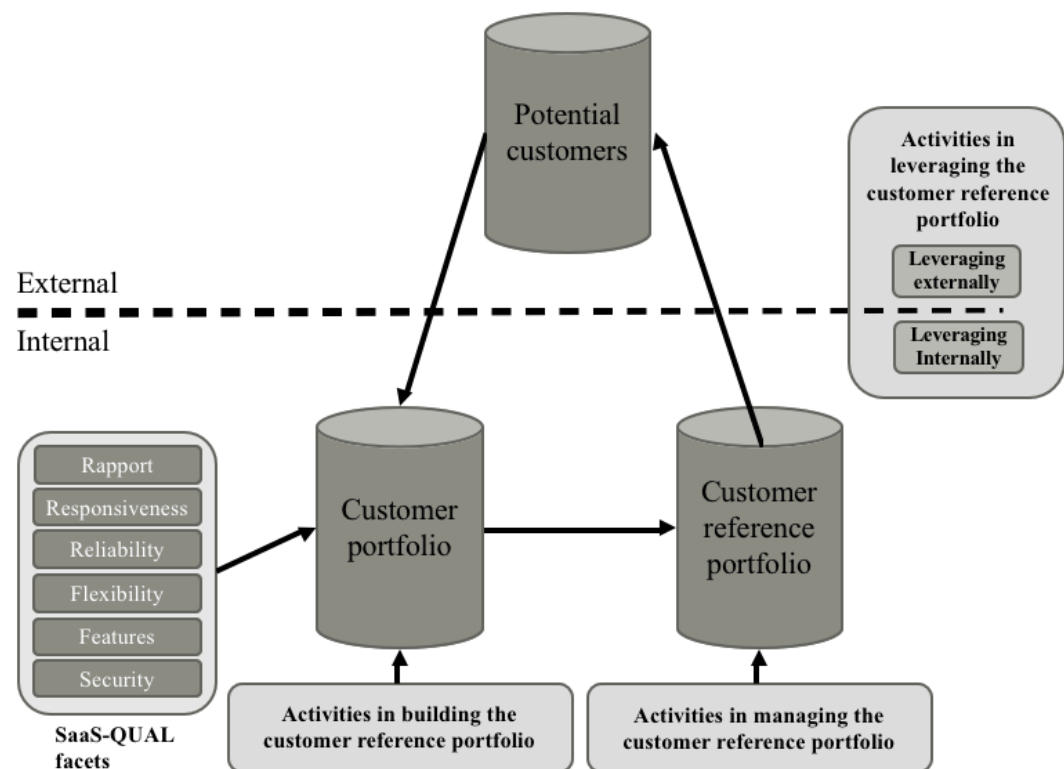 Potential
customers
Activities in
leveraging the
customer reference
portfolio
Leveraging
externally
External
Internal
Leveraging
Internally
Rapport
Responsiveness
Reliability
Flexibility
Features
Security
SaaS-QUAL
facets
Customer
portfolio
Customer
reference
portfolio
Activities in building the
customer reference portfolio
Activities in managing the
customer reference portfolio